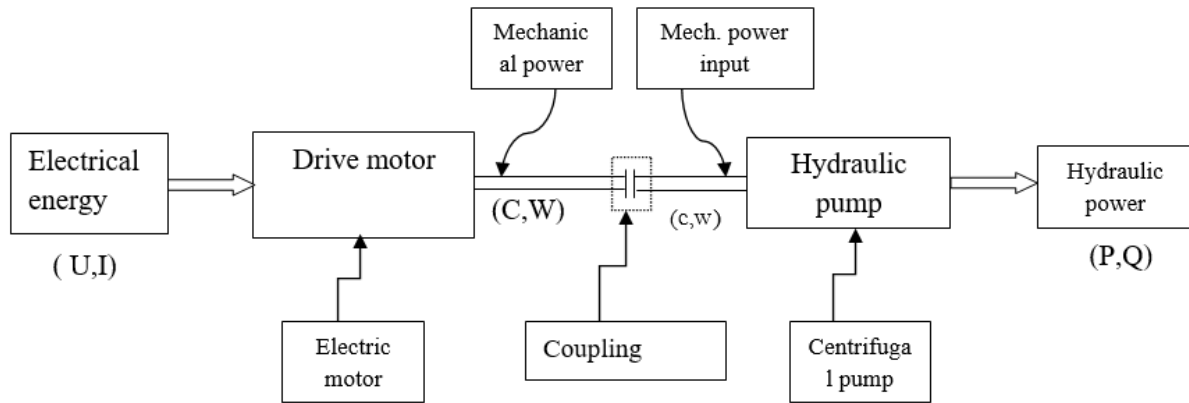 Mechanic
al power
Mech. power
input
Electrical
energy
Drive motor
Hydraulic
pump
Hydraulic
power
(C,W)
(c,w)
( U,I)
(P,Q)
Electric
motor
Coupling
Centrifuga
l pump